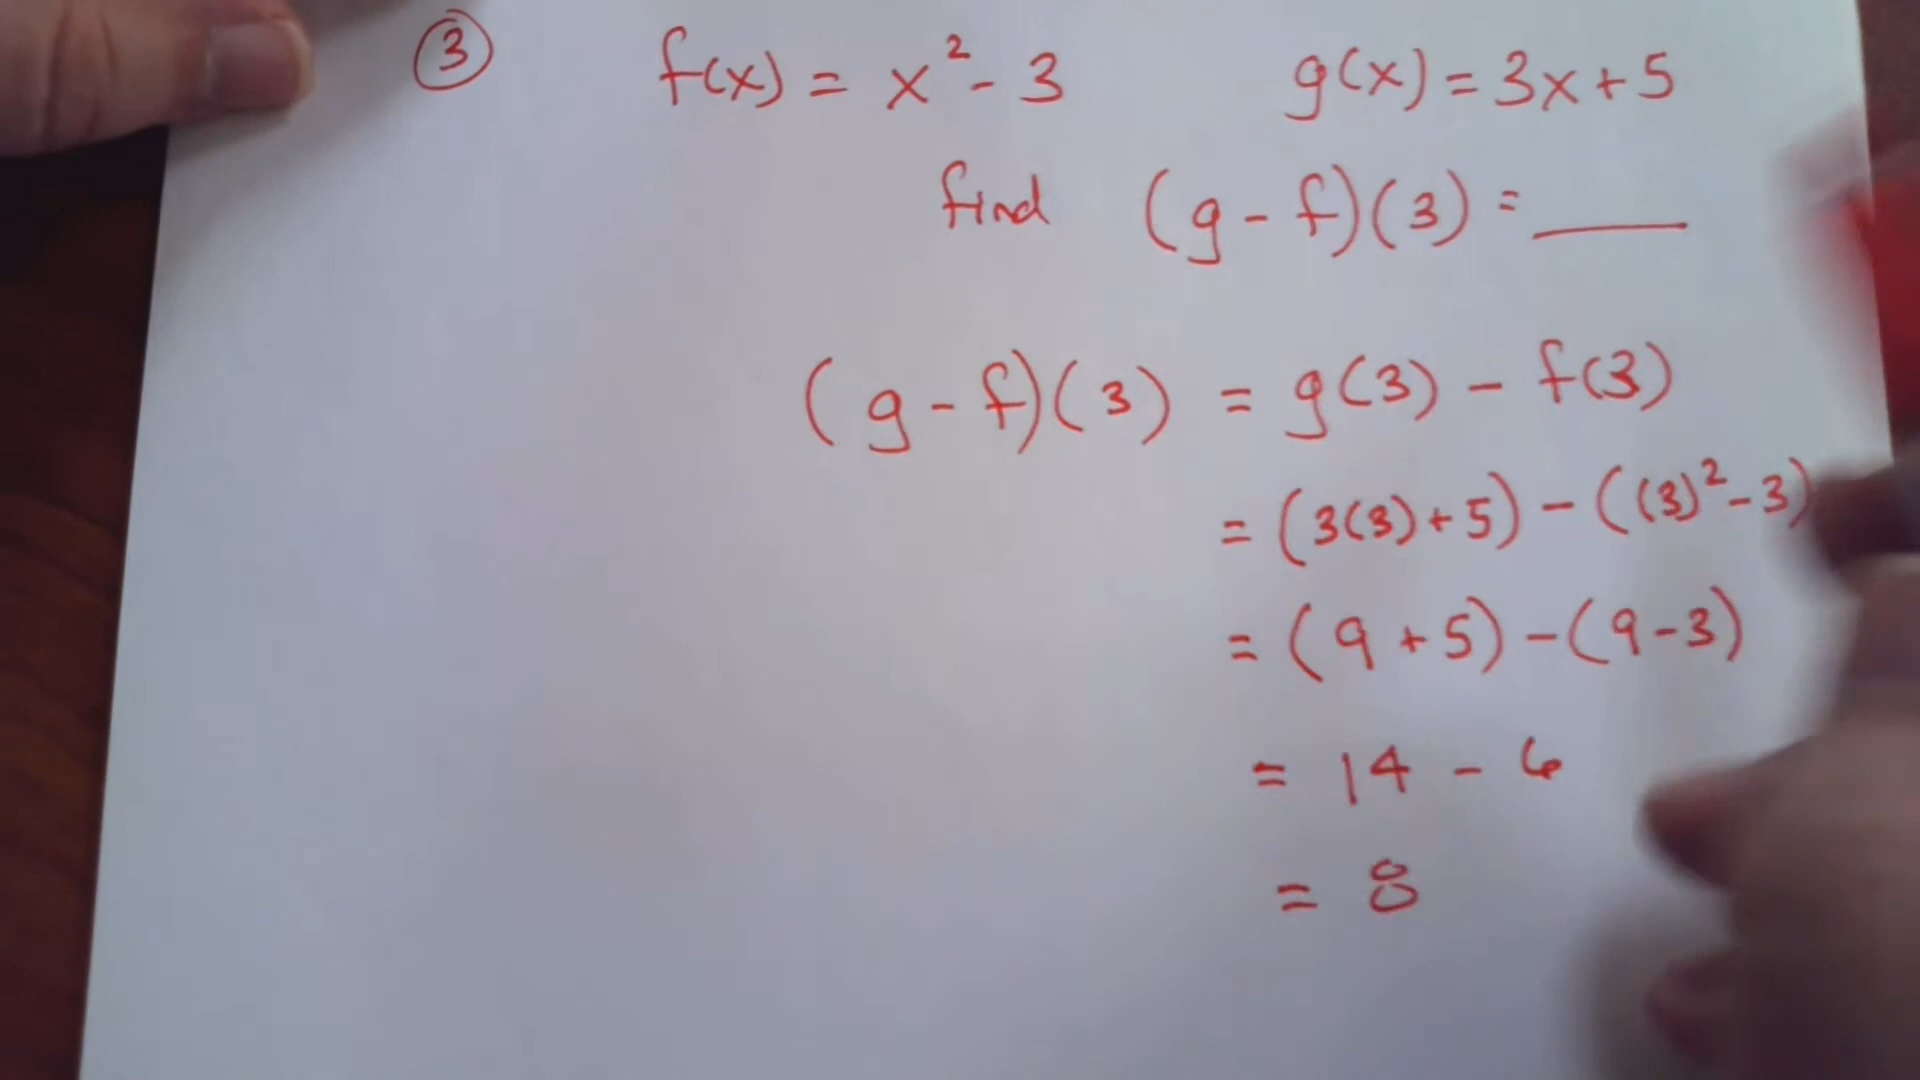 ③ f(x) = x² - 3 g(x) = 3x + 5
find (g - f)(3) = ____
(g - f)(3) = g(3) - f(3)
= (3(3) + 5) - ((3)² - 3)
= (9 + 5) - (9 - 3)
= 14 - 6
= 8